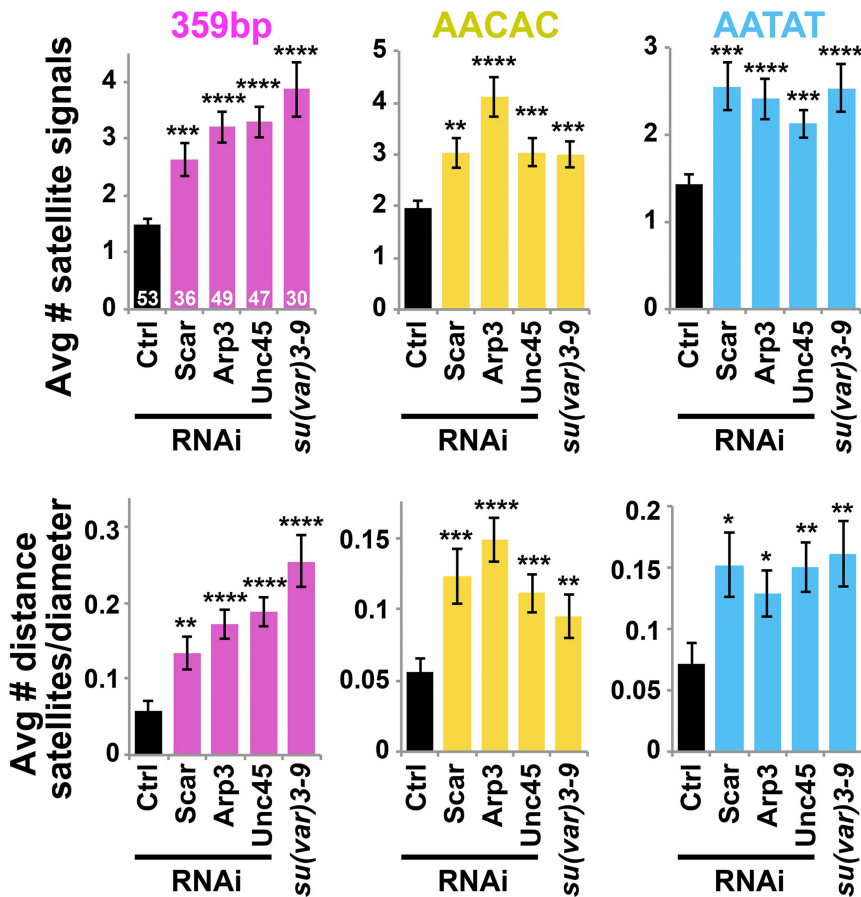 359bp
AACAC
AATAT
Avg # satellite signals
4
3
2
1
0
***
****
****
****
53
36
49
47
30
Ctrl
Scar
Arp3
Unc45
su(var)3-9
RNAi
5
4
3
2
1
0
**
****
***
***
Ctrl
Scar
Arp3
Unc45
su(var)3-9
RNAi
3
2
1
0
***
****
***
****
Ctrl
Scar
Arp3
Unc45
su(var)3-9
RNAi
Avg # distance
satellites/diameter
0.3
0.2
0.1
0
**
****
****
****
Ctrl
Scar
Arp3
Unc45
su(var)3-9
RNAi
0.15
0.1
0.05
0
***
****
***
**
Ctrl
Scar
Arp3
Unc45
su(var)3-9
RNAi
0.2
0.15
0.1
0.05
0
*
*
**
**
Ctrl
Scar
Arp3
Unc45
su(var)3-9
RNAi